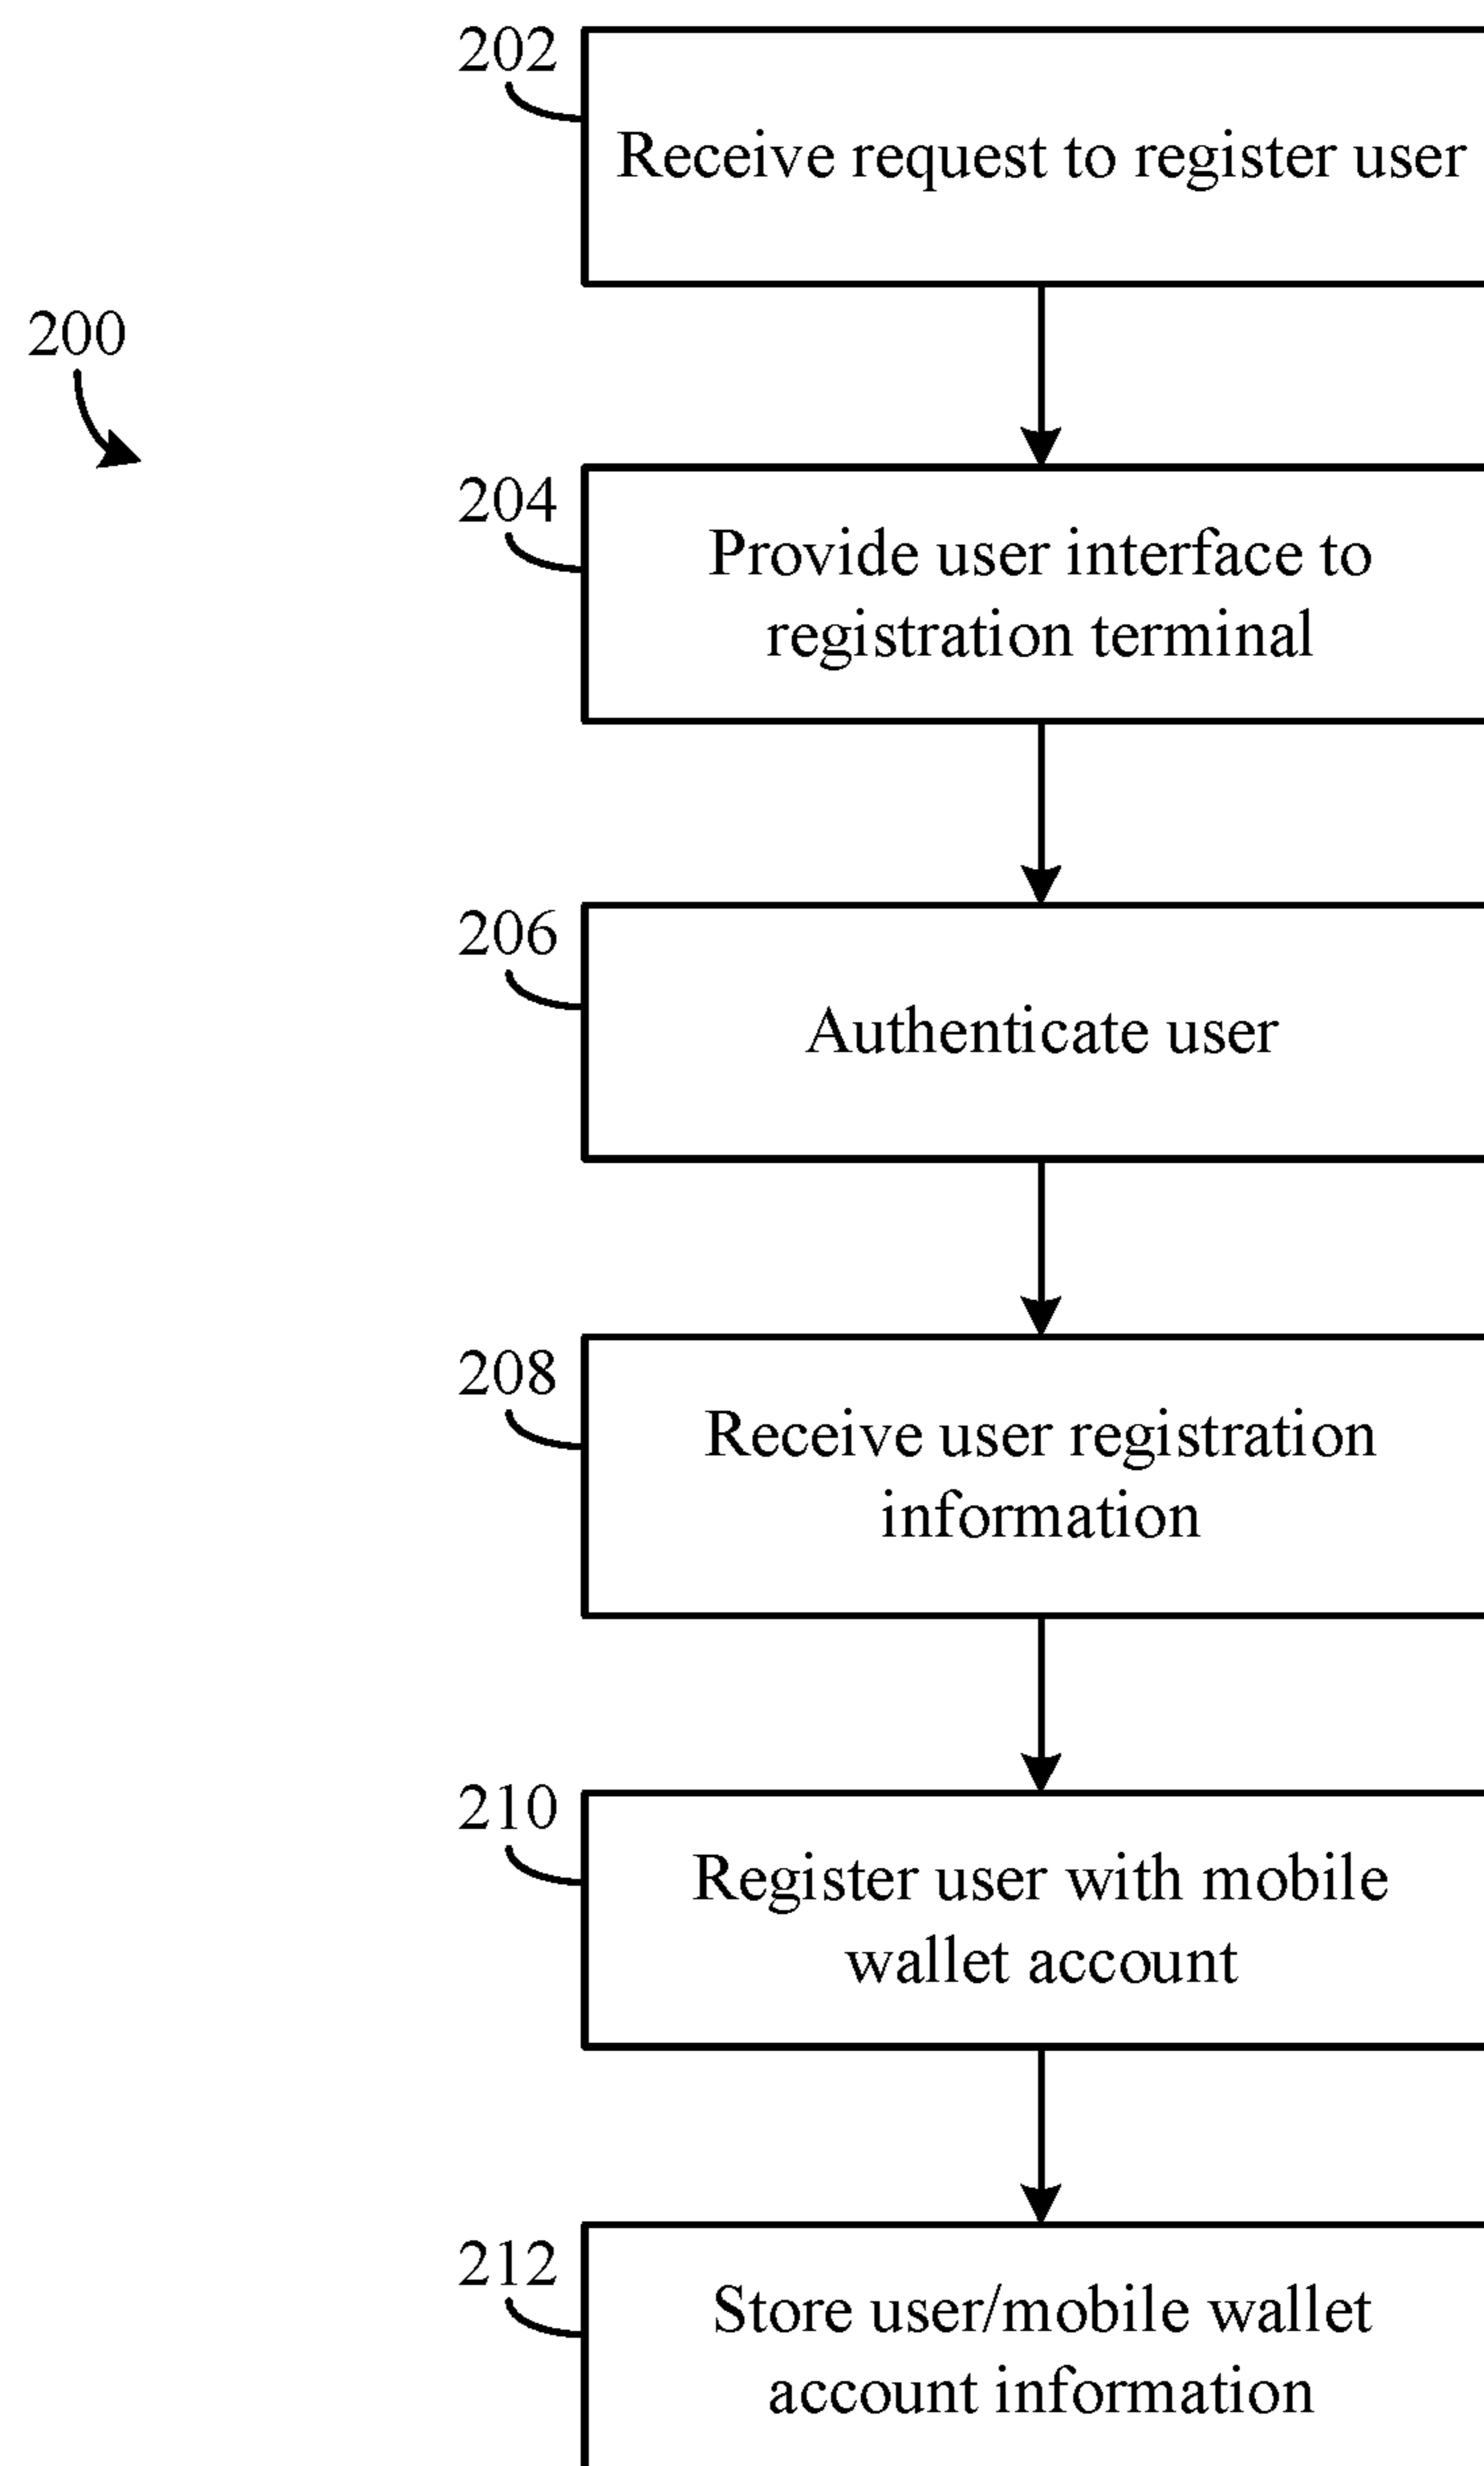 202
Receive request to register user
200
204
Provide user interface to
registration terminal
206
Authenticate user
208
Receive user registration
information
210
Register user with mobile
wallet account
212
Store user/mobile wallet
account information